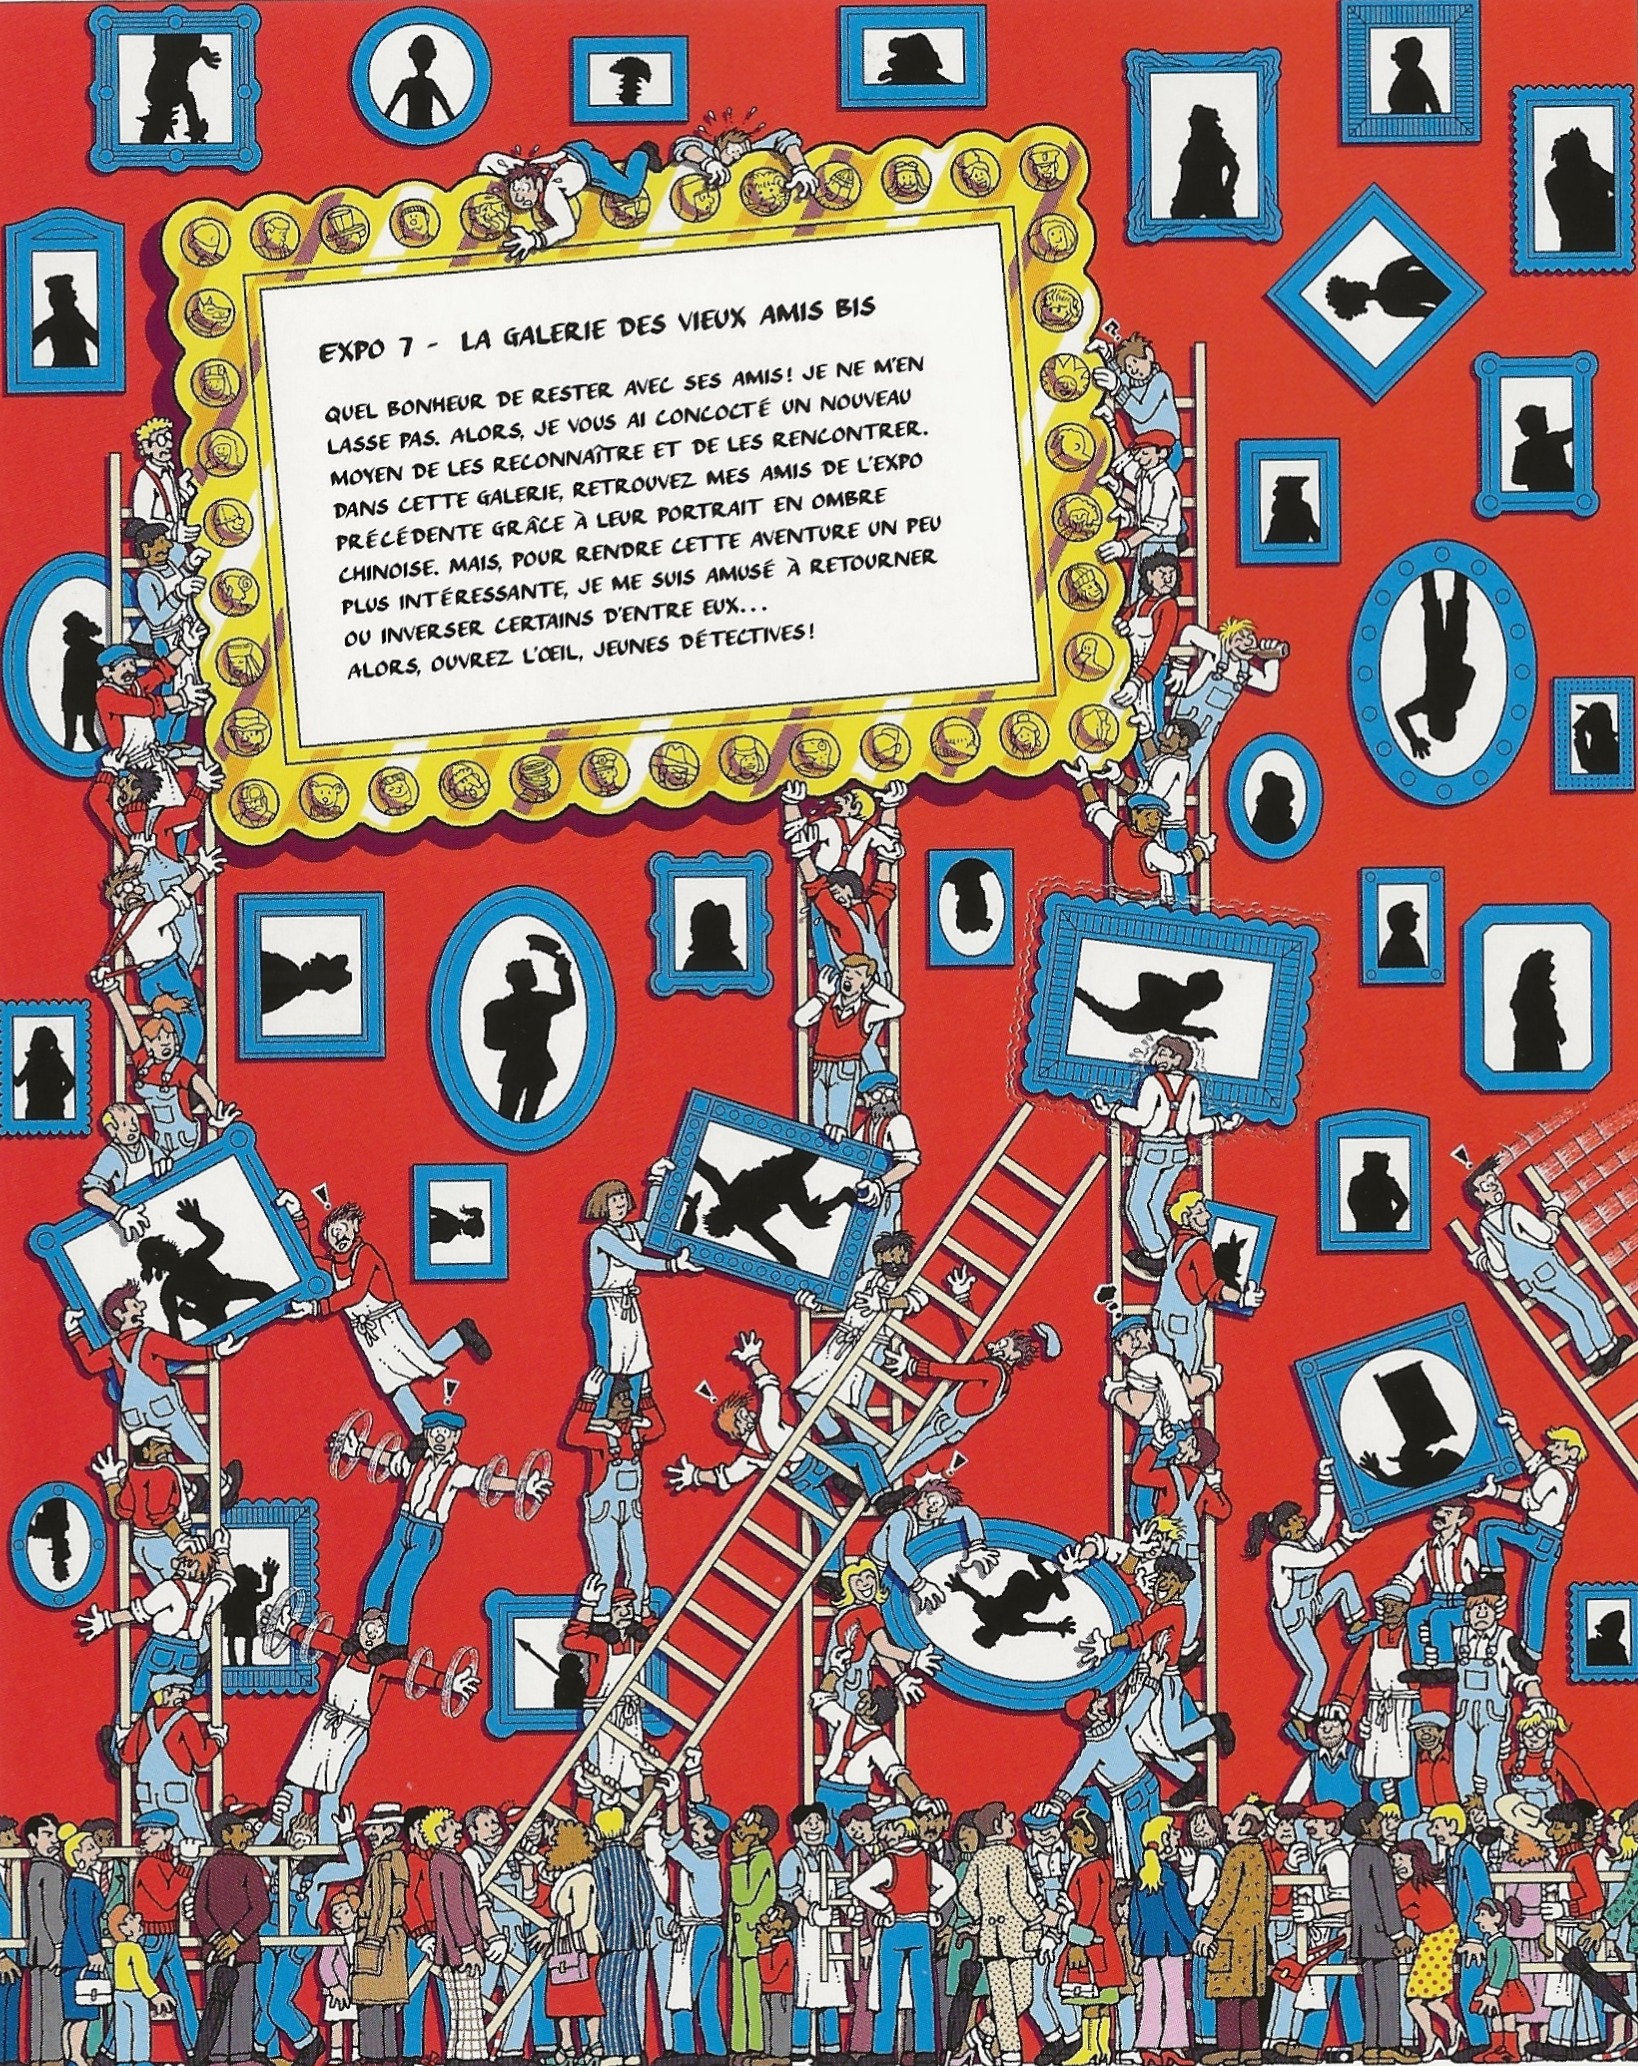 EXPO 7 - LA GALERIE DES VIEUX AMIS BIS
QUEL BONHEUR DE RESTER AVEC SES AMIS! JE NE M'EN
LASSE PAS. ALORS, JE VOUS AI CONCOCTÉ UN NOUVEAU
MOYEN DE LES RECONNAÎTRE ET DE LES RENCONTRER.
DANS CETTE GALERIE, RETROUVEZ MES AMIS DE L'EXPO
PRÉCÉDENTE GRÂCE À LEUR PORTRAIT EN OMBRE
CHINOISE. MAIS, POUR RENDRE CETTE AVENTURE UN PEU
PLUS INTÉRESSANTE, JE ME SUIS AMUSÉ À RETOURNER
OU INVERSER CERTAINS D'ENTRE EUX...
ALORS, OUVREZ L'ŒIL, JEUNES DÉTECTIVES!